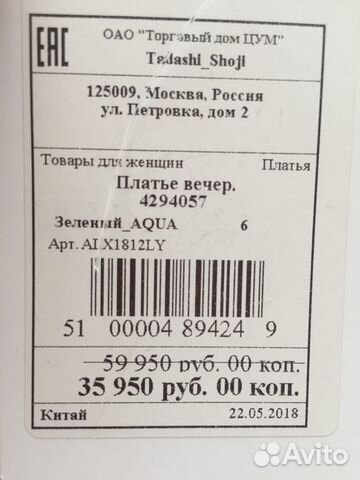 EAC ОАО "Торговый дом ЦУМ"
Tadashi_Shoji
125009, Москва, Россия
ул. Петровка, дом 2
Товары для женщин Платья
Платье вечер.
4294057
Зеленый_AQUA 6
Арт. ALX1812LY
51 00004 89424 9
59 950 руб. 00 коп.
35 950 руб. 00 коп.
Китай 22.05.2018
Avito